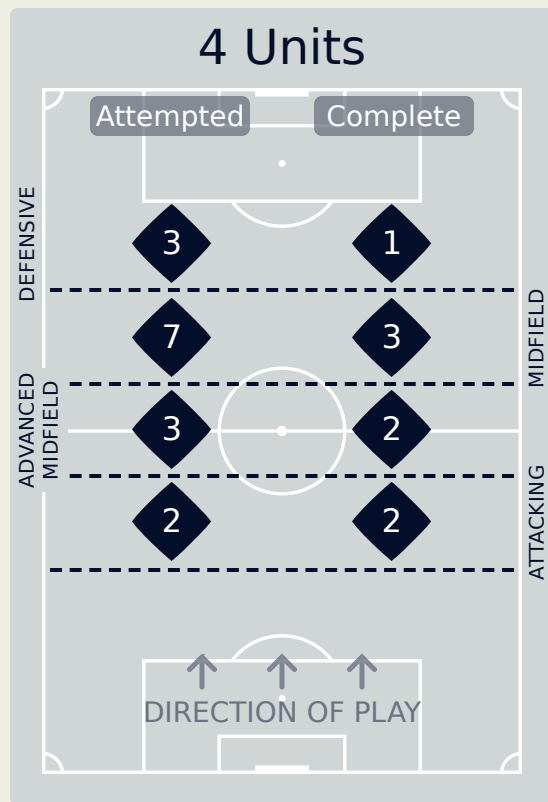 4 Units
Attempted Complete
DEFENSIVE
3 1
MIDFIELD
7 3
ADVANCED
MIDFIELD
3 2
ATTACKING
2 2
DIRECTION OF PLAY